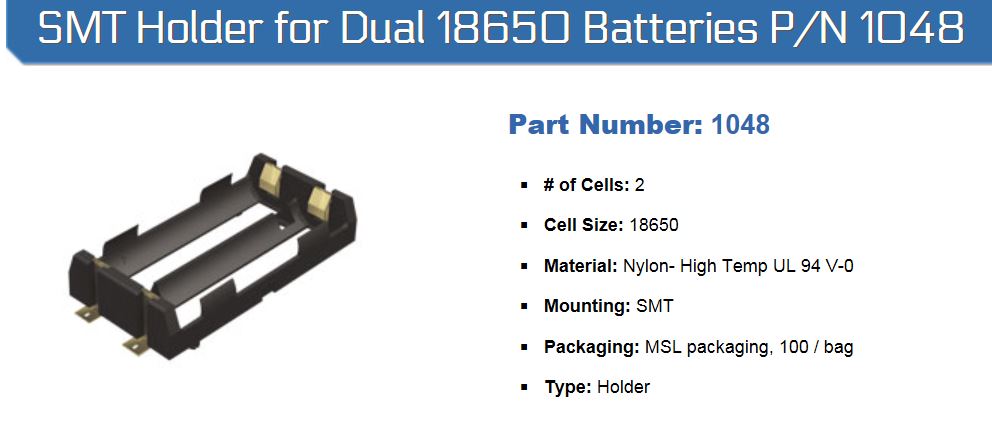 SMT Holder for Dual 18650 Batteries P/N 1048
Part Number: 1048
# of Cells: 2
Cell Size: 18650
Material: Nylon- High Temp UL 94 V-0
Mounting: SMT
Packaging: MSL packaging, 100 / bag
Type: Holder